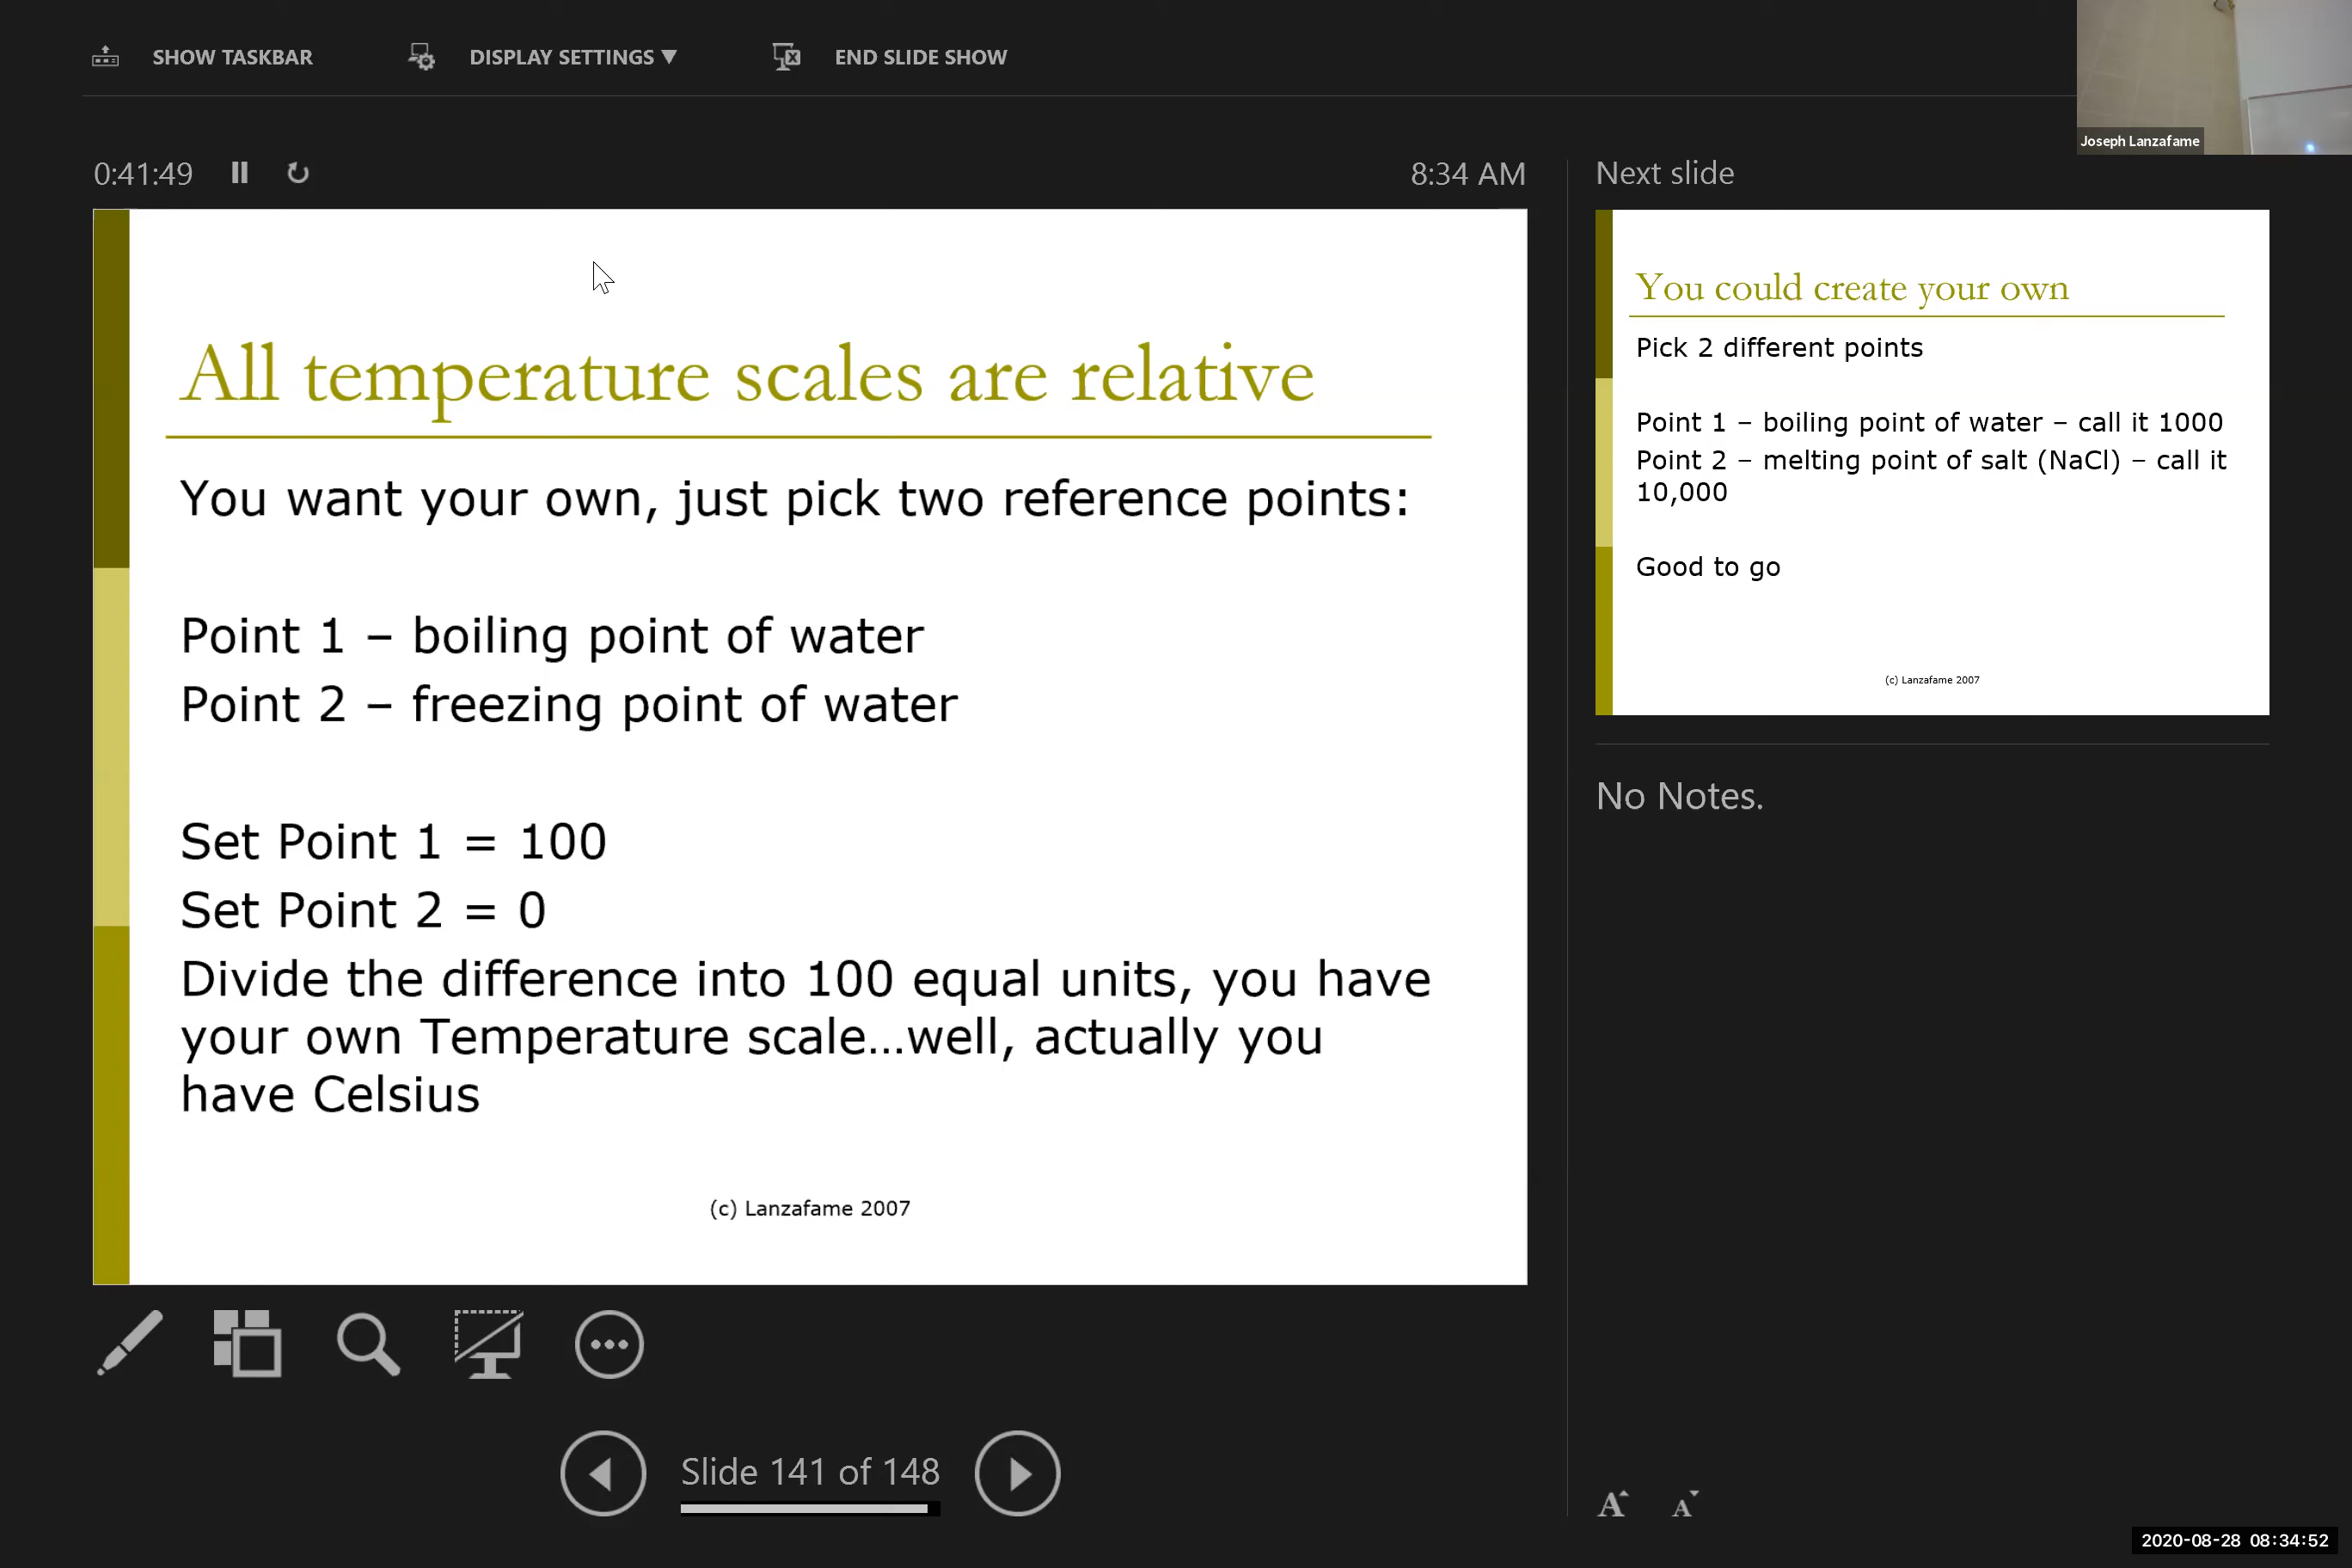 SHOW TASKBAR
DISPLAY SETTINGS ▼
END SLIDE SHOW
Joseph Lanzafame
0:41:49
8:34 AM
Next slide
All temperature scales are relative
You want your own, just pick two reference points:
Point 1 – boiling point of water
Point 2 – freezing point of water
Set Point 1 = 100
Set Point 2 = 0
Divide the difference into 100 equal units, you have
your own Temperature scale…well, actually you
have Celsius
(c) Lanzafame 2007
You could create your own
Pick 2 different points
Point 1 – boiling point of water – call it 1000
Point 2 – melting point of salt (NaCl) – call it
10,000
Good to go
(c) Lanzafame 2007
No Notes.
Slide 141 of 148
A A
2020-08-28 08:34:52